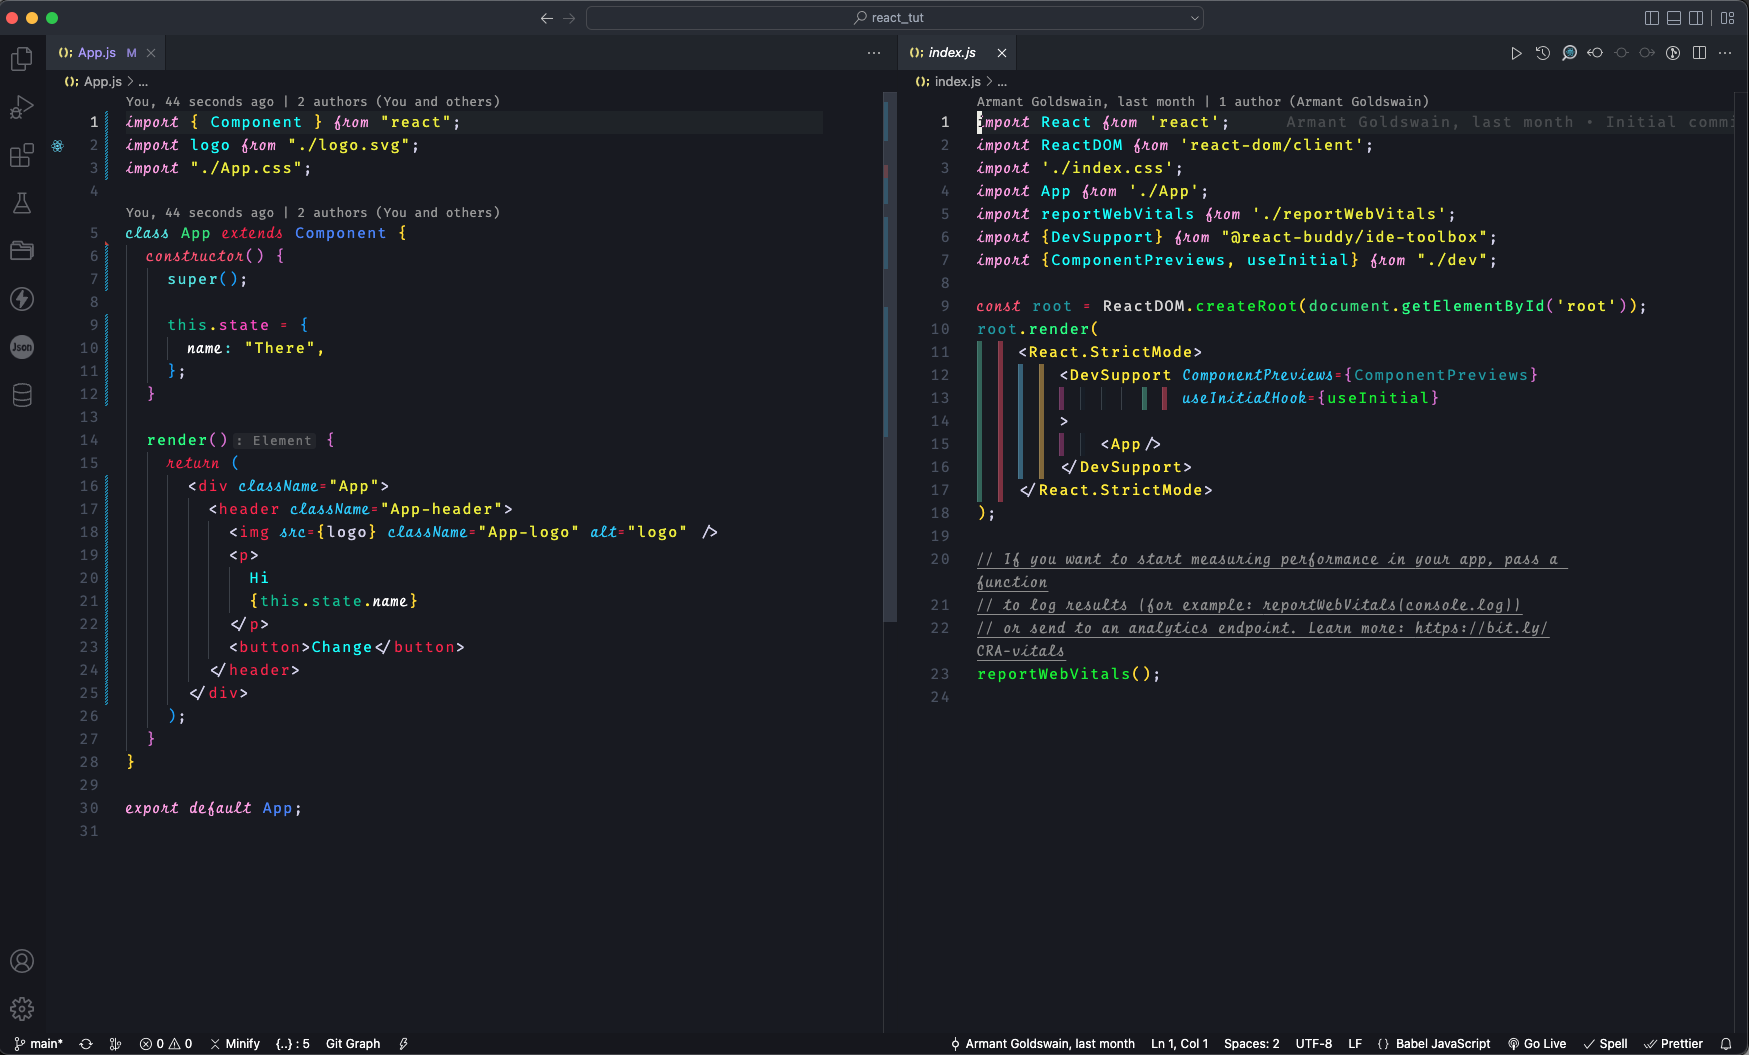 react_tut
App.js M
App.js > ...
You, 44 seconds ago | 2 authors (You and others)
1 import { Component } from "react";
2 import logo from "./logo.svg";
3 import "./App.css";
4
You, 44 seconds ago | 2 authors (You and others)
5 class App extends Component {
6 constructor() {
7 super();
8
9 this.state = {
10 name: "There",
11 };
12 }
13
14 render() : Element {
15 return (
16 <div className="App">
17 <header className="App-header">
18 <img src={logo} className="App-logo" alt="logo" />
19 <p>
20 Hi
21 {this.state.name}
22 </p>
23 <button>Change</button>
24 </header>
25 </div>
26 );
27 }
28 }
29
30 export default App;
31
index.js
index.js > ...
Armant Goldswain, last month | 1 author (Armant Goldswain)
1 import React from 'react'; Armant Goldswain, last month • Initial commi
2 import ReactDOM from 'react-dom/client';
3 import './index.css';
4 import App from './App';
5 import reportWebVitals from './reportWebVitals';
6 import {DevSupport} from "@react-buddy/ide-toolbox";
7 import {ComponentPreviews, useInitial} from "./dev";
8
9 const root = ReactDOM.createRoot(document.getElementById('root'));
10 root.render(
11 <React.StrictMode>
12 <DevSupport ComponentPreviews={ComponentPreviews}
13 useInitialHook={useInitial}
14 >
15 <App/>
16 </DevSupport>
17 </React.StrictMode>
18 );
19
20 // If you want to start measuring performance in your app, pass a
function
21 // to log results (for example: reportWebVitals(console.log))
22 // or send to an analytics endpoint. Learn more: https://bit.ly/
CRA-vitals
23 reportWebVitals();
24
Json
main* 0 0 Minify {..} : 5 Git Graph
Armant Goldswain, last month Ln 1, Col 1 Spaces: 2 UTF-8 LF {} Babel JavaScript Go Live Spell Prettier